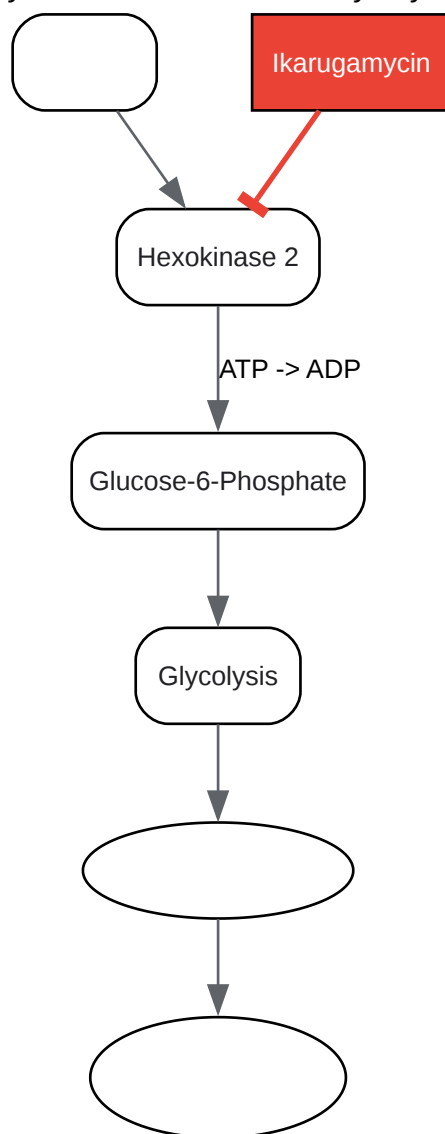 Ikarugamycin
Hexokinase 2
ATP -> ADP
Glucose-6-Phosphate
Glycolysis